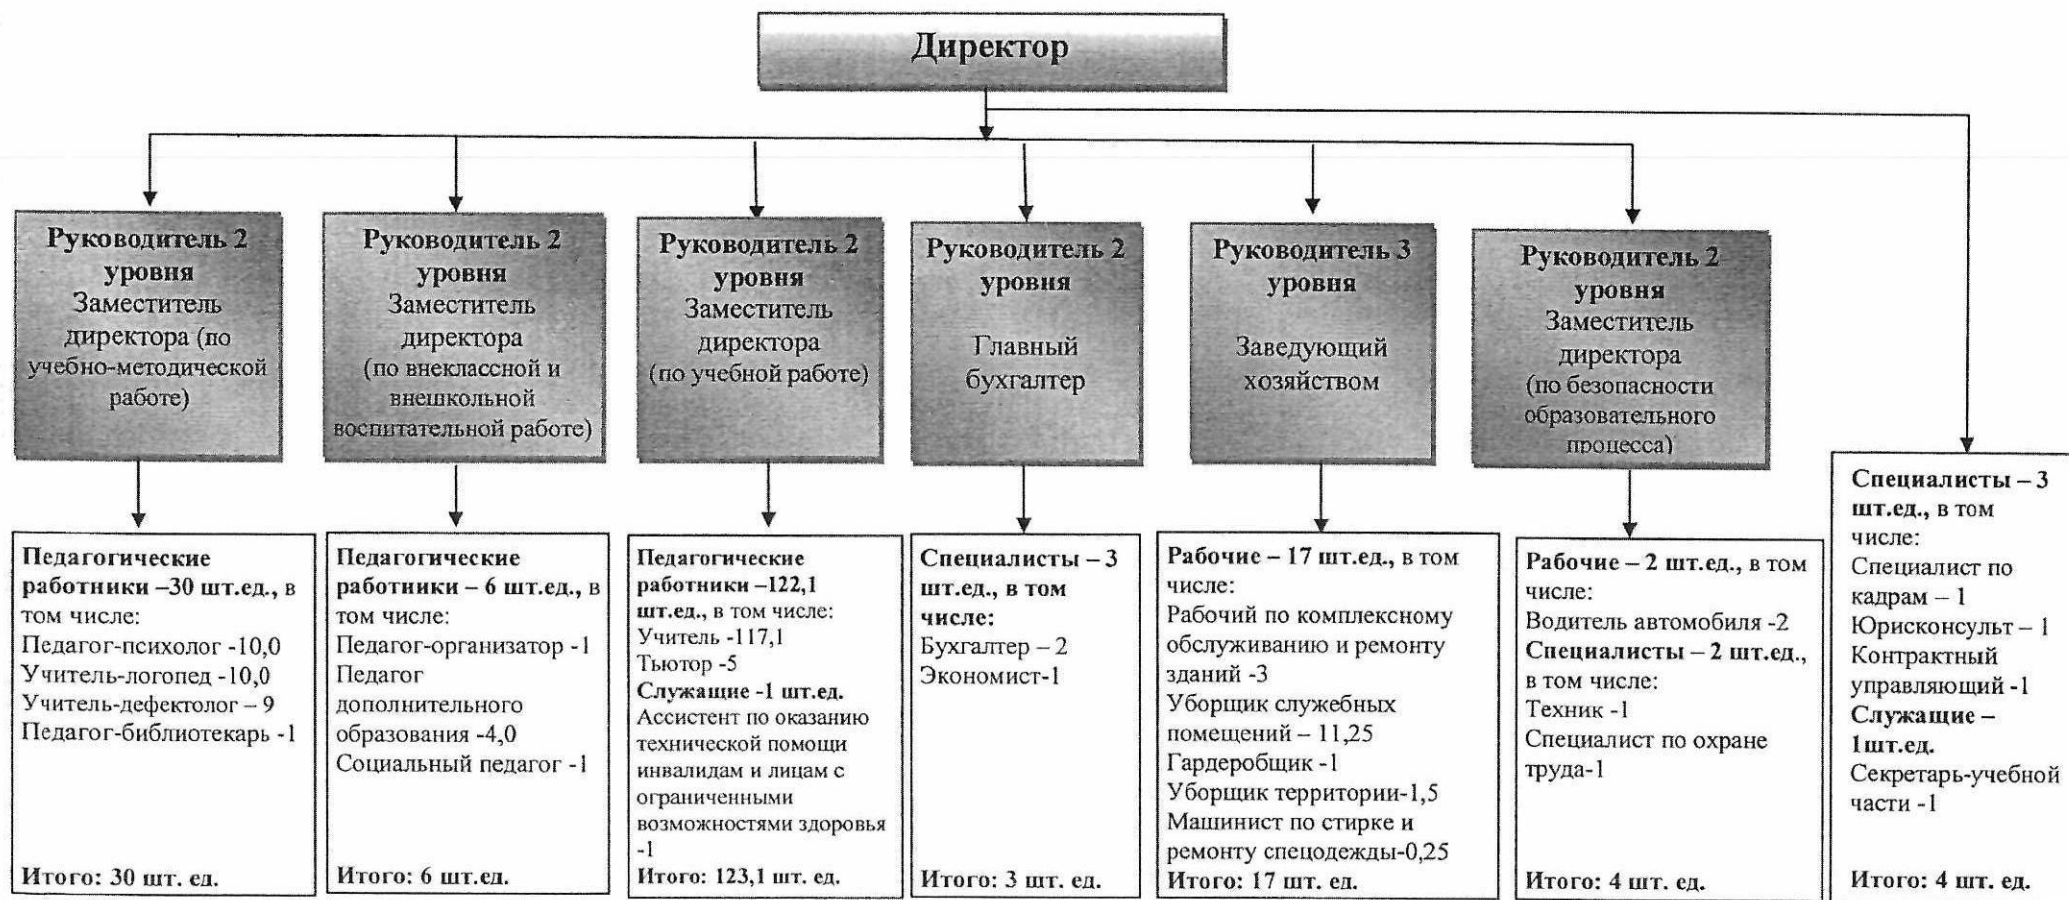 Директор
Руководитель 2
уровня
Заместитель
директора (по
учебно-методической
работе)
Руководитель 2
уровня
Заместитель
директора
(по внеклассной и
внешкольной
воспитательной работе)
Руководитель 2
уровня
Заместитель
директора
(по учебной работе)
Руководитель 2
уровня
Главный
бухгалтер
Руководитель 3
уровня
Заведующий
хозяйством
Руководитель 2
уровня
Заместитель
директора
(по безопасности
образовательного
процесса)
Педагогические
работники –30 шт.ед., в
том числе:
Педагог-психолог -10,0
Учитель-логопед -10,0
Учитель-дефектолог – 9
Педагог-библиотекарь -1
Итого: 30 шт. ед.
Педагогические
работники – 6 шт.ед., в
том числе:
Педагог-организатор -1
Педагог
дополнительного
образования -4,0
Социальный педагог -1
Итого: 6 шт.ед.
Педагогические
работники –122,1
шт.ед., в том числе:
Учитель -117,1
Тьютор -5
Служащие -1 шт.ед.
Ассистент по оказанию
технической помощи
инвалидам и лицам с
ограниченными
возможностями здоровья
-1
Итого: 123,1 шт. ед.
Специалисты – 3
шт.ед., в том
числе:
Бухгалтер – 2
Экономист-1
Итого: 3 шт. ед.
Рабочие – 17 шт.ед., в том
числе:
Рабочий по комплексному
обслуживанию и ремонту
зданий -3
Уборщик служебных
помещений – 11,25
Гардеробщик -1
Уборщик территории-1,5
Машинист по стирке и
ремонту спецодежды-0,25
Итого: 17 шт. ед.
Рабочие – 2 шт.ед., в том
числе:
Водитель автомобиля -2
Специалисты – 2 шт.ед.,
в том числе:
Техник -1
Специалист по охране
труда-1
Итого: 4 шт. ед.
Специалисты – 3
шт.ед., в том
числе:
Специалист по
кадрам – 1
Юрисконсульт – 1
Контрактный
управляющий -1
Служащие –
1шт.ед.
Секретарь-учебной
части -1
Итого: 4 шт. ед.